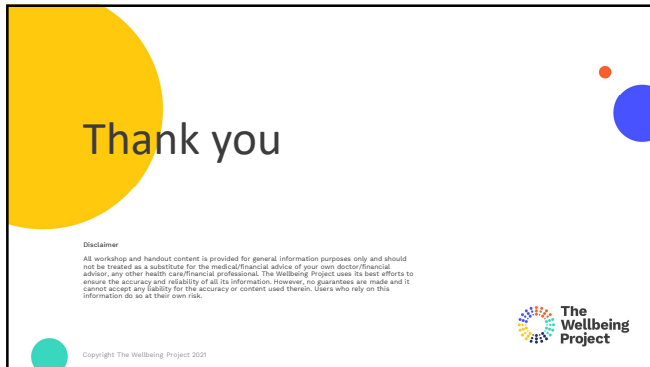 Thank you
Disclaimer
All workshop and handout content is provided for general information purposes only and should
not be treated as a substitute for the medical/financial advice of your own doctor/financial
advisor, any other health care/financial professional. The Wellbeing Project uses its best efforts to
ensure the accuracy and reliability of all its information. However, no guarantees are made and it
cannot accept any liability for the accuracy or content used therein. Users who rely on this
information do so at their own risk.
The
Wellbeing
Project
Copyright The Wellbeing Project 2021